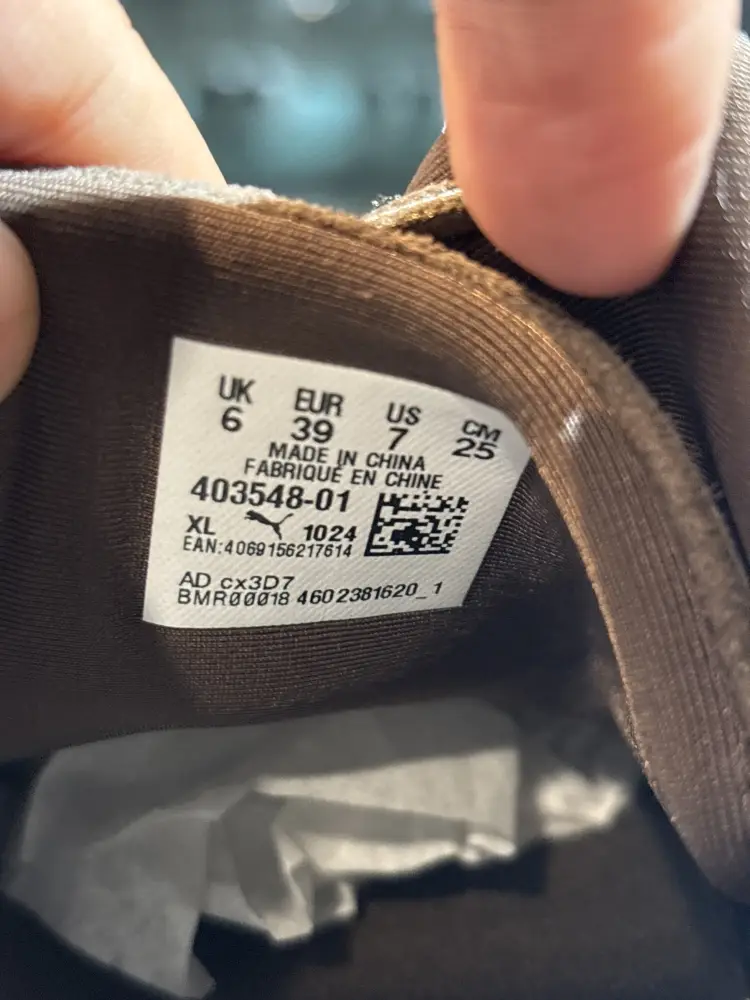 UK EUR US CM
6 39 7 25
MADE IN CHINA
FABRIQUÉ EN CHINE
403548-01
XL 1024
EAN:4069156217614
AD cx3D7
BMR00018 4602381620_1